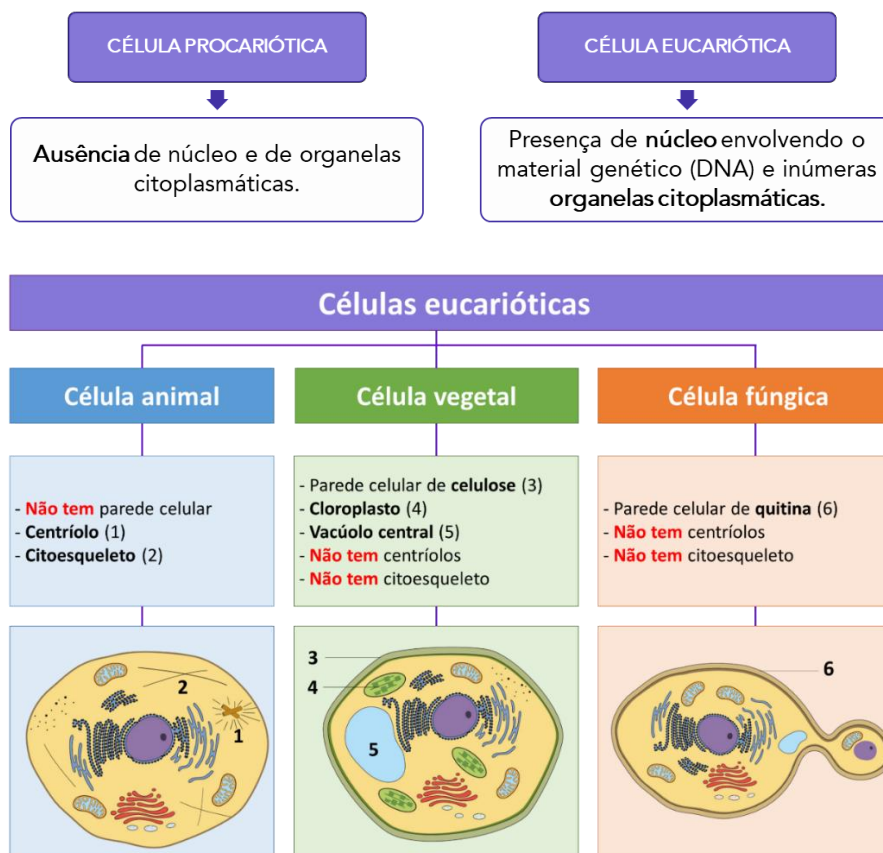 CÉLULA PROCARIÓTICA
CÉLULA EUCARIÓTICA
Ausência de núcleo e de organelas
citoplasmáticas.
Presença de núcleo envolvendo o
material genético (DNA) e inúmeras
organelas citoplasmáticas.
Células eucarióticas
Célula animal
Célula vegetal
Célula fúngica
- Não tem parede celular
- Centríolo (1)
- Citoesqueleto (2)
- Parede celular de celulose (3)
- Cloroplasto (4)
- Vacúolo central (5)
- Não tem centríolos
- Não tem citoesqueleto
- Parede celular de quitina (6)
- Não tem centríolos
- Não tem citoesqueleto
2
1
3
4
5
6